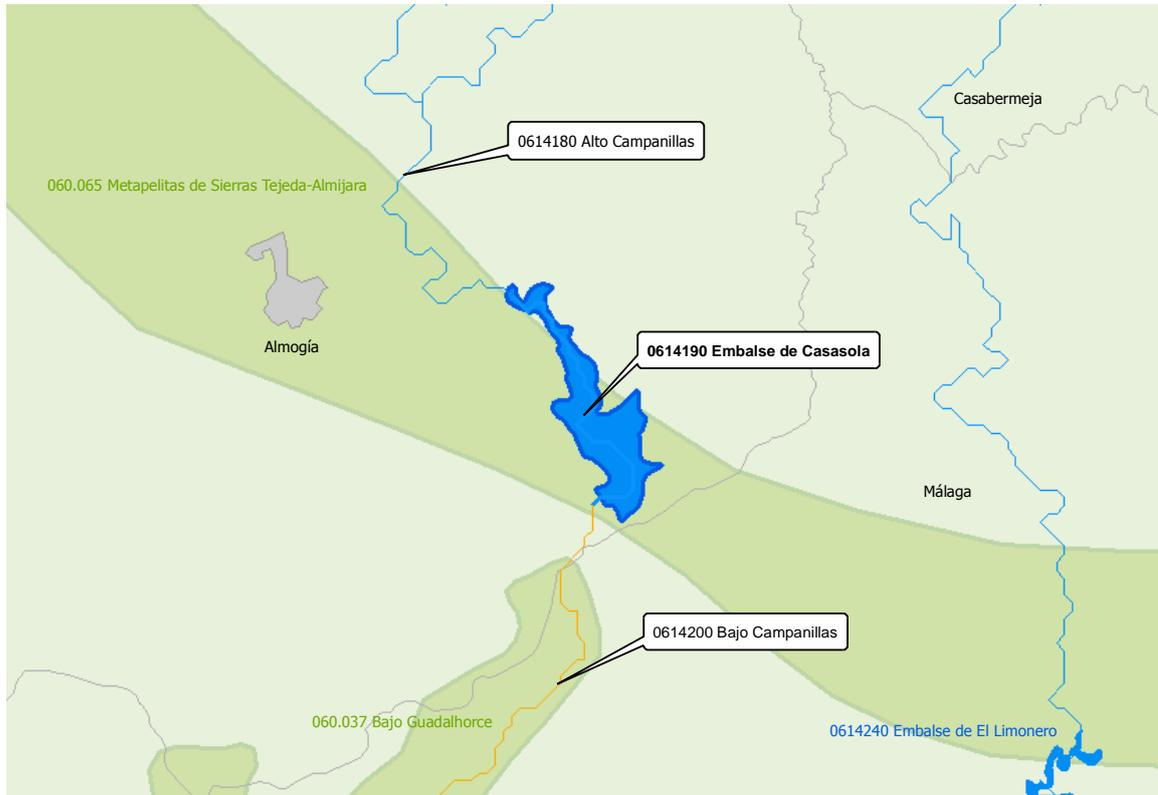 Casabermeja
0614180 Alto Campanillas
060.065 Metapelitas de Sierras Tejeda-Almijara
Almogía
0614190 Embalse de Casasola
Málaga
0614200 Bajo Campanillas
060.037 Bajo Guadalhorce
0614240 Embalse de El Limonero